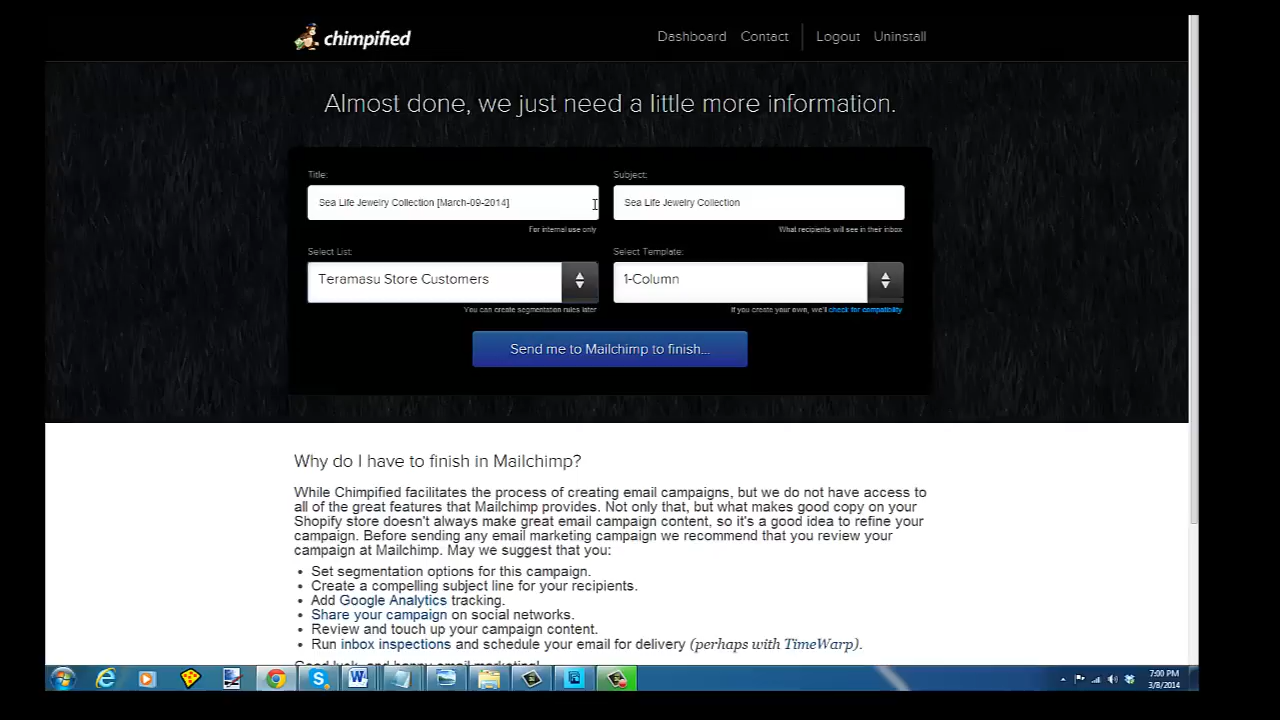 chimpified
Dashboard Contact Logout Uninstall
Almost done, we just need a little more information.
Title: Subject:
Sea Life Jewelry Collection [March-09-2014] Sea Life Jewelry Collection
For internal use only What recipients will see in their inbox
Select List: Select Template:
Teramasu Store Customers 1-Column
You can create segmentation rules later If you create your own, we'll check for compatibility
Send me to Mailchimp to finish...
Why do I have to finish in Mailchimp?
While Chimpified facilitates the process of creating email campaigns, but we do not have access to
all of the great features that Mailchimp provides. Not only that, but what makes good copy on your
Shopify store doesn't always make great email campaign content, so it's a good idea to refine your
campaign. Before sending any email marketing campaign we recommend that you review your
campaign at Mailchimp. May we suggest that you:
• Set segmentation options for this campaign.
• Create a compelling subject line for your recipients.
• Add Google Analytics tracking.
• Share your campaign on social networks.
• Review and touch up your campaign content.
• Run inbox inspections and schedule your email for delivery (perhaps with TimeWarp).
Good luck, and happy email marketing!
7:00 PM
3/8/2014